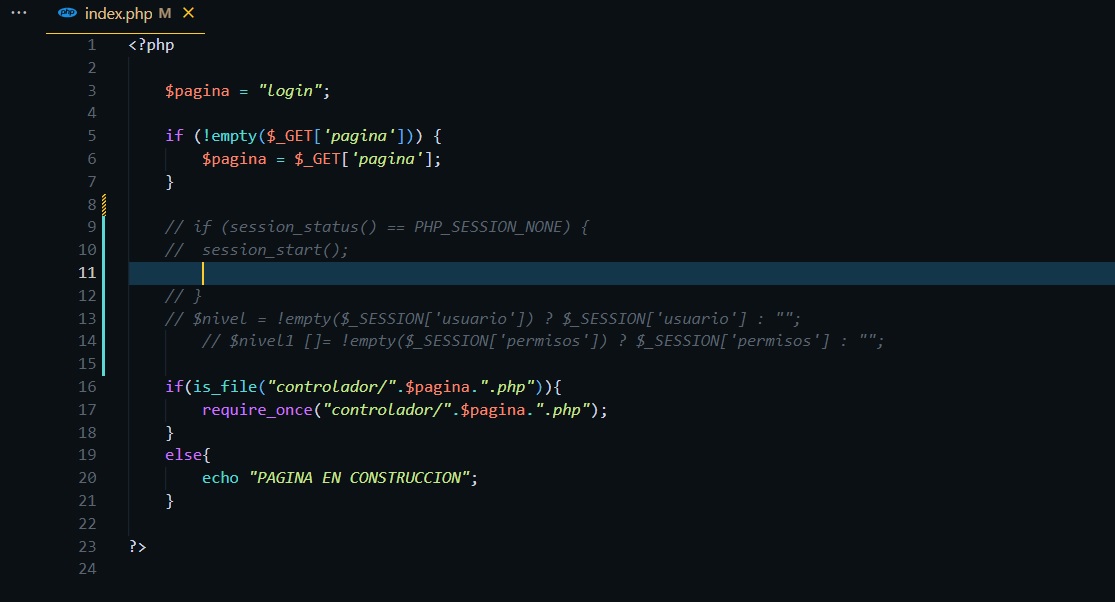 ··· php index.php M ×
1 <?php
2
3 $pagina = "login";
4
5 if (!empty($_GET['pagina'])) {
6 $pagina = $_GET['pagina'];
7 }
8
9 // if (session_status() == PHP_SESSION_NONE) {
10 //  session_start();
11
12 // }
13 // $nivel = !empty($_SESSION['usuario']) ? $_SESSION['usuario'] : "";
14 // $nivel1 []= !empty($_SESSION['permisos']) ? $_SESSION['permisos'] : "";
15
16 if(is_file("controlador/".$pagina.".php")){
17 require_once("controlador/".$pagina.".php");
18 }
19 else{
20 echo "PAGINA EN CONSTRUCCION";
21 }
22
23 ?>
24